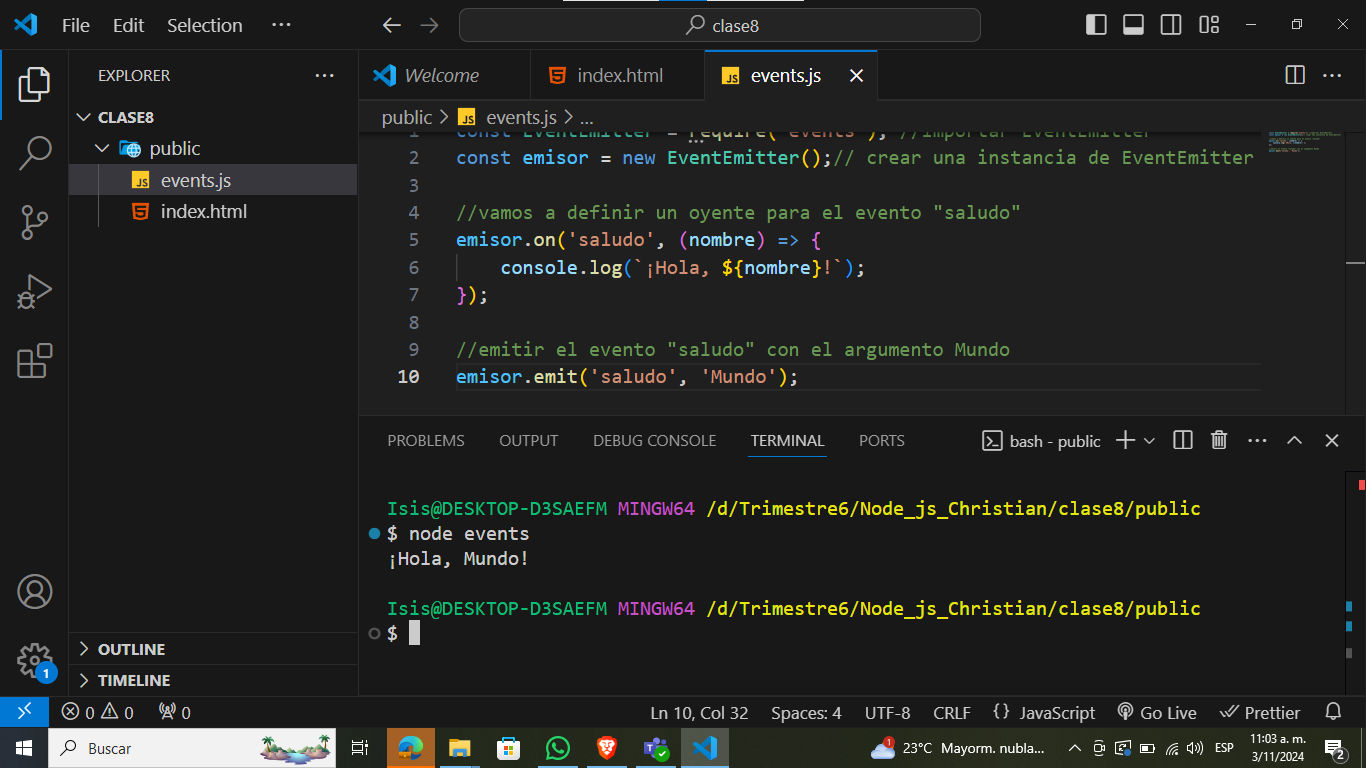 File Edit Selection ··· clase8
EXPLORER ···
CLASE8
public
events.js
index.html
OUTLINE
TIMELINE
Welcome index.html events.js
public > events.js > ...
1 const EventEmitter = require('events'); //importar EventEmitter
2 const emisor = new EventEmitter();// crear una instancia de EventEmitter
3
4 //vamos a definir un oyente para el evento "saludo"
5 emisor.on('saludo', (nombre) => {
6 console.log(`¡Hola, ${nombre}!`);
7 });
8
9 //emitir el evento "saludo" con el argumento Mundo
10 emisor.emit('saludo', 'Mundo');
PROBLEMS OUTPUT DEBUG CONSOLE TERMINAL PORTS bash - public
Isis@DESKTOP-D3SAEFM MINGW64 /d/Trimestre6/Node_js_Christian/clase8/public
$ node events
¡Hola, Mundo!
Isis@DESKTOP-D3SAEFM MINGW64 /d/Trimestre6/Node_js_Christian/clase8/public
$
1
0 0 0 Ln 10, Col 32 Spaces: 4 UTF-8 CRLF {} JavaScript Go Live Prettier
Buscar 1 23°C Mayorm. nubla... ESP 11:03 a. m.
3/11/2024 2